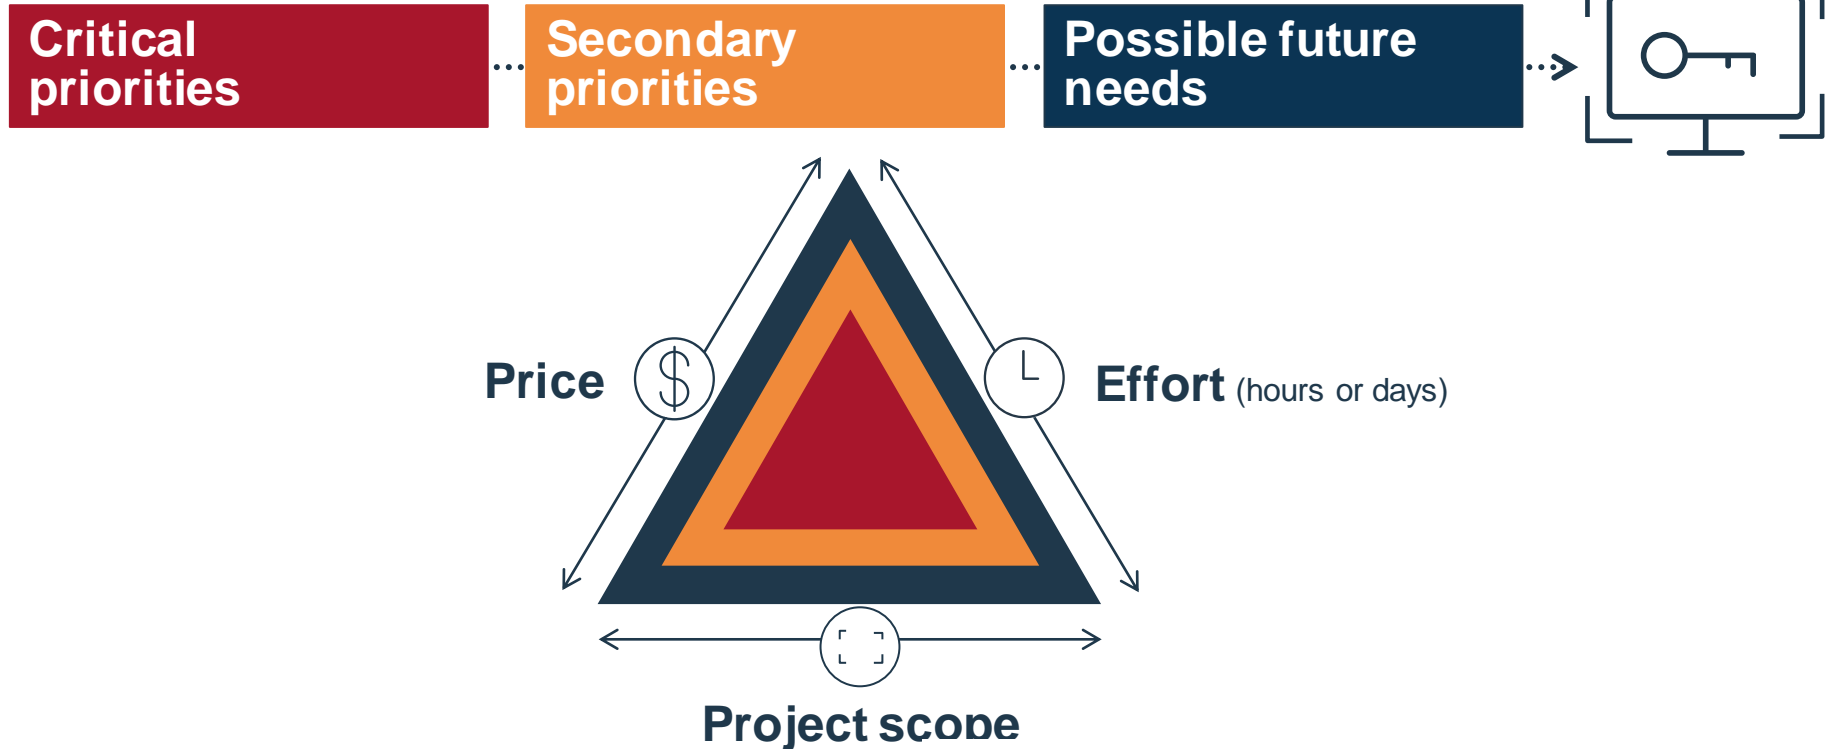 Critical
priorities
Secondary
priorities
Possible future
needs
Price
$
Effort (hours or days)
Project scope